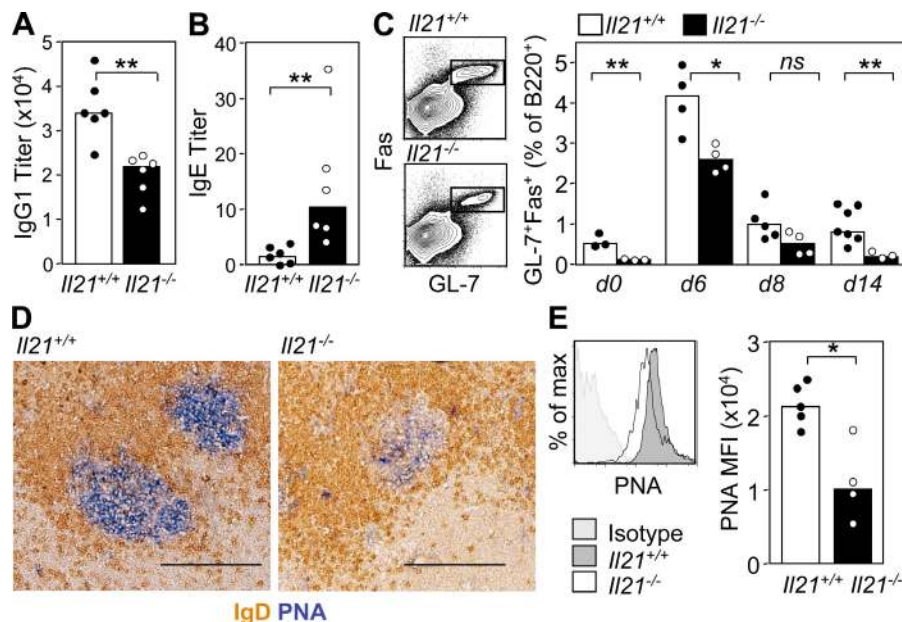 A
IgG1 Titer (x10⁴)
5
4
3
2
1
0
**
Il21+/+ Il21-/-
B
IgE Titer
40
30
20
10
0
**
Il21+/+ Il21-/-
C
Il21+/+
Fas
Il21-/-
GL-7
Il21+/+ Il21-/-
GL-7+Fas+ (% of B220+)
5
4
3
2
1
0
** * ns **
d0 d6 d8 d14
D
Il21+/+ Il21-/-
IgD PNA
E
% of max
PNA
Isotype
Il21+/+
Il21-/-
PNA MFI (x10⁴)
3
2
1
0
*
Il21+/+ Il21-/-